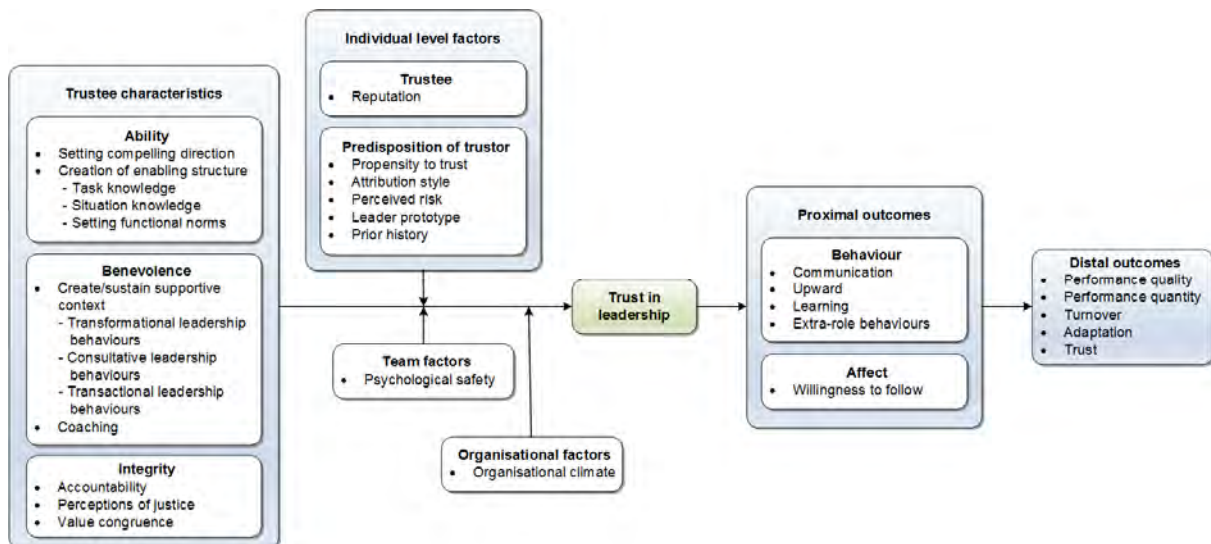 Trustee characteristics
Ability
• Setting compelling direction
• Creation of enabling structure
- Task knowledge
- Situation knowledge
- Setting functional norms
Benevolence
• Create/sustain supportive
context
- Transformational leadership
behaviours
- Consultative leadership
behaviours
- Transactional leadership
behaviours
• Coaching
Integrity
• Accountability
• Perceptions of justice
• Value congruence
Individual level factors
Trustee
• Reputation
Predisposition of trustor
• Propensity to trust
• Attribution style
• Perceived risk
• Leader prototype
• Prior history
Team factors
• Psychological safety
Organisational factors
• Organisational climate
Trust in
leadership
Proximal outcomes
Behaviour
• Communication
• Upward
• Learning
• Extra-role behaviours
Affect
• Willingness to follow
Distal outcomes
• Performance quality
• Performance quantity
• Turnover
• Adaptation
• Trust